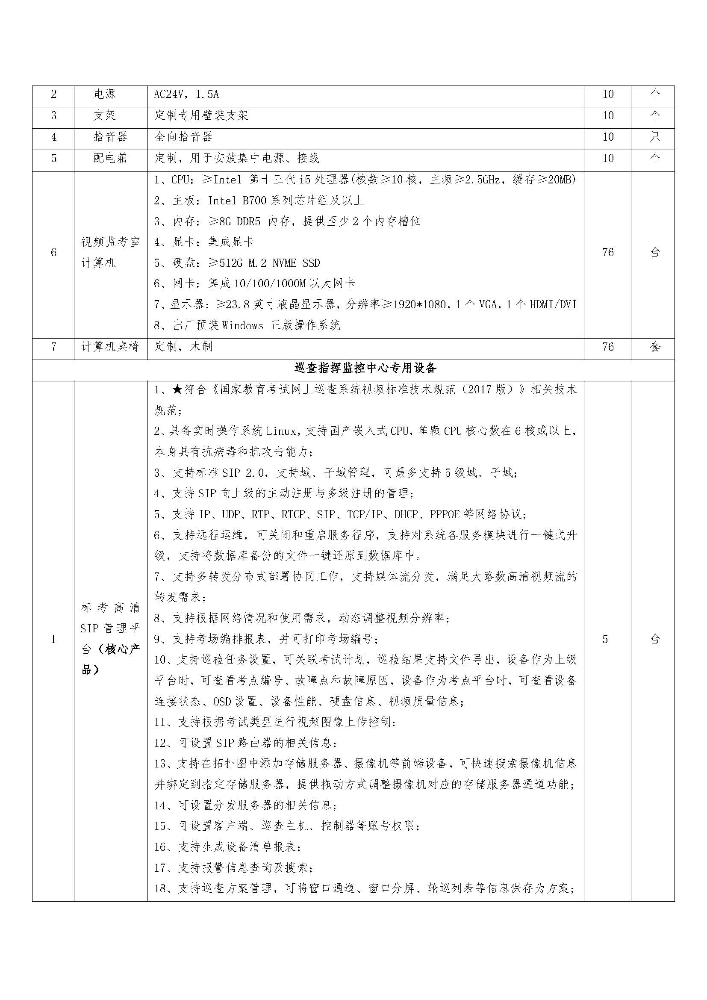 2 电源 AC24V，1.5A 10 个
3 支架 定制专用壁装支架 10 个
4 拾音器 全向拾音器 10 只
5 配电箱 定制，用于安放集中电源、接线 10 个
6 视频监考室计算机 76 台
1、CPU：≥Intel 第十三代 i5 处理器(核数≥10 核，主频≥2.5GHz，缓存≥20MB)
2、主板：Intel B700 系列芯片组及以上
3、内存：≥8G DDR5 内存，提供至少 2 个内存槽位
4、显卡：集成显卡
5、硬盘：≥512G M.2 NVME SSD
6、网卡：集成 10/100/1000M 以太网卡
7、显示器：≥23.8 英寸液晶显示器，分辨率≥1920*1080，1 个 VGA，1 个 HDMI/DVI
8、出厂预装 Windows 正版操作系统
7 计算机桌椅 定制，木制 76 套
巡查指挥监控中心专用设备
1 标考高清 SIP 管理平台（核心产品） 5 台
1、★符合《国家教育考试网上巡查系统视频标准技术规范（2017 版）》相关技术
规范；
2、具备实时操作系统 Linux，支持国产嵌入式 CPU，单颗 CPU 核心数在 6 核或以上，
本身具有抗病毒和抗攻击能力；
3、支持标准 SIP 2.0，支持域、子域管理，可最多支持 5 级域、子域；
4、支持 SIP 向上级的主动注册与多级注册的管理；
5、支持 IP、UDP、RTP、RTCP、SIP、TCP/IP、DHCP、PPPOE 等网络协议；
6、支持远程运维，可关闭和重启服务程序，支持对系统各服务模块进行一键式升
级，支持将数据库备份的文件一键还原到数据库中。
7、支持多转发分布式部署协同工作，支持媒体流分发，满足大路数高清视频流的
转发需求；
8、支持根据网络情况和使用需求，动态调整视频分辨率；
9、支持考场编排报表，并可打印考场编号；
10、支持巡检任务设置，可关联考试计划，巡检结果支持文件导出，设备作为上级
平台时，可查看考点编号、故障点和故障原因，设备作为考点平台时，可查看设备
连接状态、OSD 设置、设备性能、硬盘信息、视频质量信息；
11、支持根据考试类型进行视频图像上传控制；
12、可设置 SIP 路由器的相关信息；
13、支持在拓扑图中添加存储服务器、摄像机等前端设备，可快速搜索摄像机信息
并绑定到指定存储服务器，提供拖动方式调整摄像机对应的存储服务器通道功能；
14、可设置分发服务器的相关信息；
15、可设置客户端、巡查主机、控制器等账号权限；
16、支持生成设备清单报表；
17、支持报警信息查询及搜索；
18、支持巡查方案管理，可将窗口通道、窗口分屏、轮巡列表等信息保存为方案；